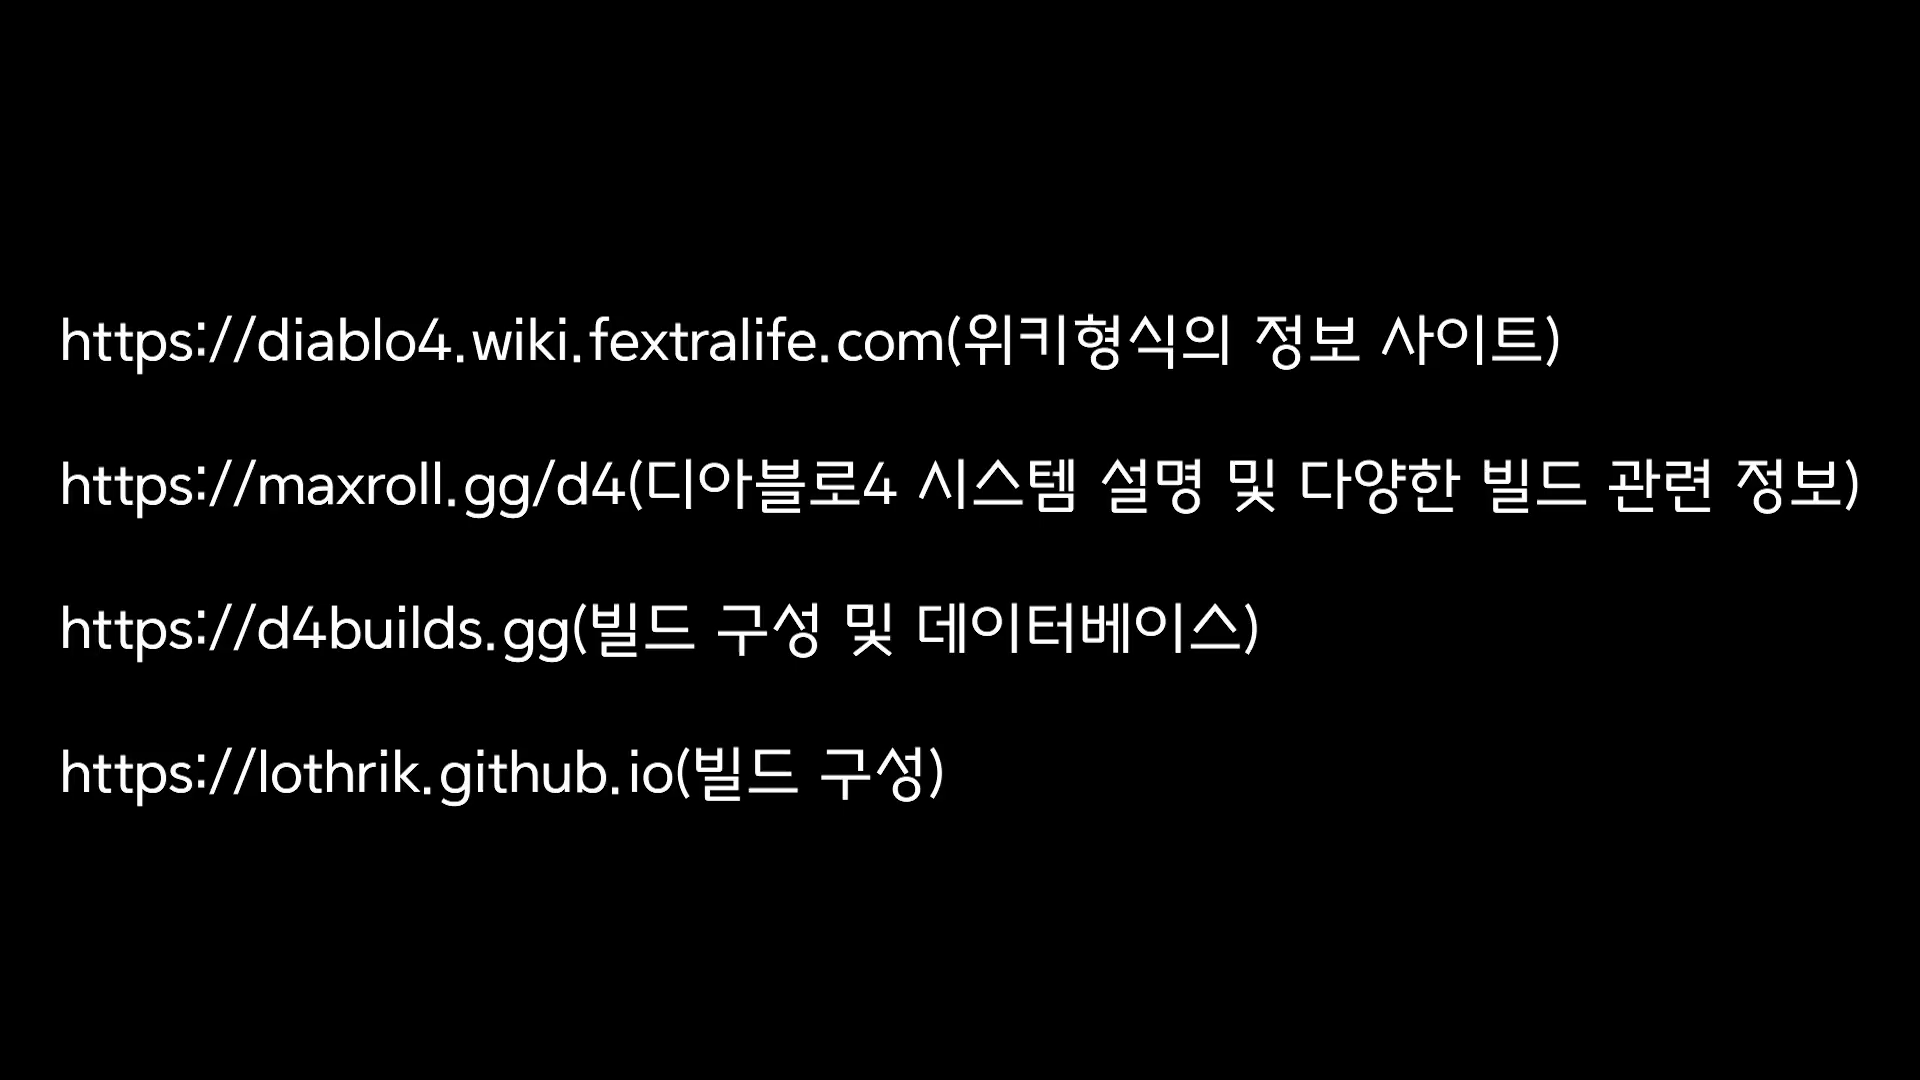 https://diablo4.wiki.fextralife.com(위키형식의 정보 사이트)
https://maxroll.gg/d4(디아블로4 시스템 설명 및 다양한 빌드 관련 정보)
https://d4builds.gg(빌드 구성 및 데이터베이스)
https://lothrik.github.io(빌드 구성)